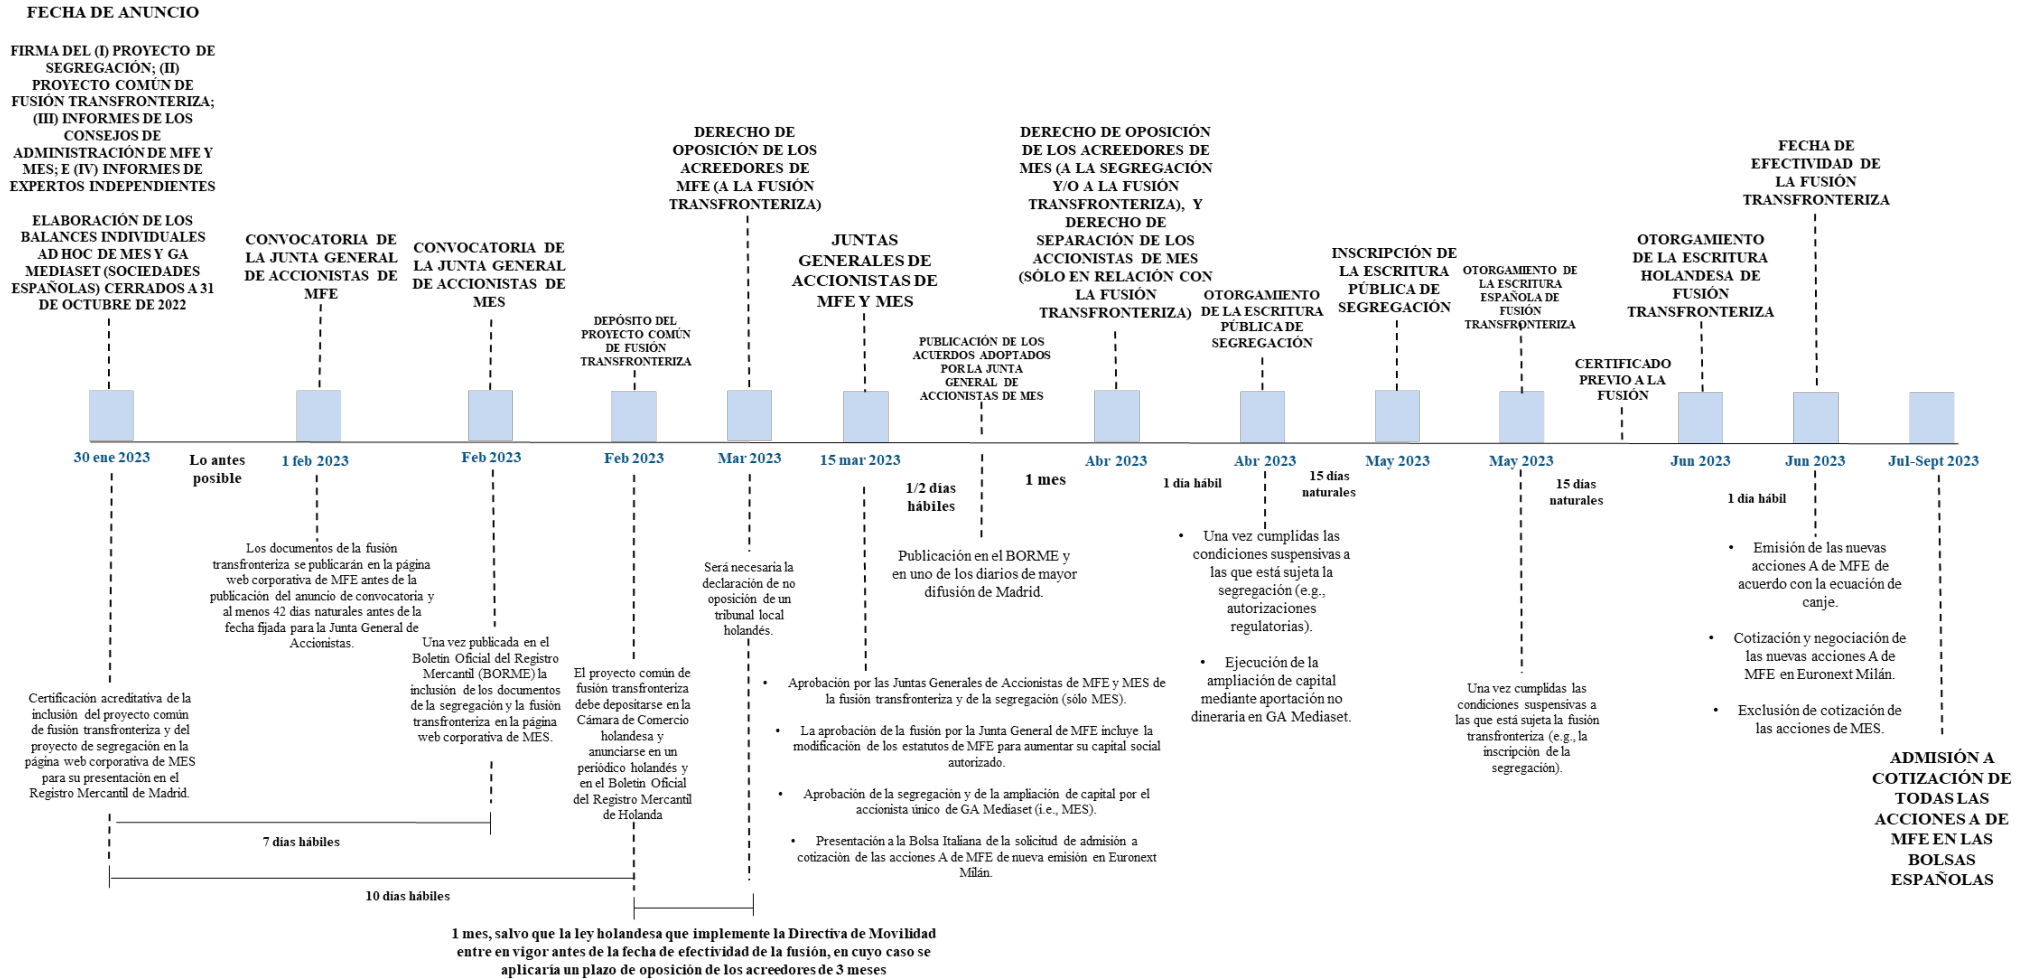 FECHA DE ANUNCIO
FIRMA DEL (I) PROYECTO DE
SEGREGACIÓN; (II)
PROYECTO COMÚN DE
FUSIÓN TRANSFRONTERIZA;
(III) INFORMES DE LOS
CONSEJOS DE
ADMINISTRACIÓN DE MFE Y
MES; E (IV) INFORMES DE
EXPERTOS INDEPENDIENTES
ELABORACIÓN DE LOS
BALANCES INDIVIDUALES
AD HOC DE MES Y GA
MEDIASET (SOCIEDADES
ESPAÑOLAS) CERRADOS A 31
DE OCTUBRE DE 2022
CONVOCATORIA DE
LA JUNTA GENERAL
DE ACCIONISTAS DE
MFE
CONVOCATORIA DE
LA JUNTA GENERAL
DE ACCIONISTAS DE
MES
DEPÓSITO DEL
PROYECTO COMÚN
DE FUSIÓN
TRANSFRONTERIZA
DERECHO DE
OPOSICIÓN DE LOS
ACREEDORES DE
MFE (A LA FUSIÓN
TRANSFRONTERIZA)
JUNTAS
GENERALES DE
ACCIONISTAS DE
MFE Y MES
PUBLICACIÓN DE LOS
ACUERDOS ADOPTADOS
POR LA JUNTA
GENERAL DE
ACCIONISTAS DE MES
DERECHO DE OPOSICIÓN
DE LOS ACREEDORES DE
MES (A LA SEGREGACIÓN
Y/O A LA FUSIÓN
TRANSFRONTERIZA), Y
DERECHO DE
SEPARACIÓN DE LOS
ACCIONISTAS DE MES
(SÓLO EN RELACIÓN CON
LA FUSIÓN
TRANSFRONTERIZA)
OTORGAMIENTO
DE LA ESCRITURA
PÚBLICA DE
SEGREGACIÓN
INSCRIPCIÓN DE
LA ESCRITURA
PÚBLICA DE
SEGREGACIÓN
OTORGAMIENTO DE
LA ESCRITURA
ESPAÑOLA DE
FUSIÓN
TRANSFRONTERIZA
CERTIFICADO
PREVIO A LA
FUSIÓN
OTORGAMIENTO
DE LA ESCRITURA
HOLANDESA DE
FUSIÓN
TRANSFRONTERIZA
FECHA DE
EFECTIVIDAD DE
LA FUSIÓN
TRANSFRONTERIZA
30 ene 2023
Lo antes
posible
1 feb 2023
Feb 2023
Feb 2023
Mar 2023
15 mar 2023
1/2 días
hábiles
1 mes
Abr 2023
1 día hábil
Abr 2023
15 días
naturales
May 2023
May 2023
15 días
naturales
Jun 2023
1 día hábil
Jun 2023
Jul-Sept 2023
Certificación acreditativa de la
inclusión del proyecto común
de fusión transfronteriza y del
proyecto de segregación en la
página web corporativa de MES
para su presentación en el
Registro Mercantil de Madrid.
Los documentos de la fusión
transfronteriza se publicarán en la página
web corporativa de MFE antes de la
publicación del anuncio de convocatoria y
al menos 42 días naturales antes de la
fecha fijada para la Junta General de
Accionistas.
Una vez publicada en el
Boletín Oficial del Registro
Mercantil (BORME) la
inclusión de los documentos
de la segregación y la fusión
transfronteriza en la página
web corporativa de MES.
El proyecto común de
fusión transfronteriza
debe depositarse en la
Cámara de Comercio
holandesa y
anunciarse en un
periódico holandés y
en el Boletín Oficial
del Registro Mercantil
de Holanda
Será necesaria la
declaración de no
oposición de un
tribunal local
holandés.
• Aprobación por las Juntas Generales de Accionistas de MFE y MES de
la fusión transfronteriza y de la segregación (sólo MES).
• La aprobación de la fusión por la Junta General de MFE incluye la
modificación de los estatutos de MFE para aumentar su capital social
autorizado.
• Aprobación de la segregación y de la ampliación de capital por el
accionista único de GA Mediaset (i.e., MES).
• Presentación a la Bolsa Italiana de la solicitud de admisión a
cotización de las acciones A de MFE de nueva emisión en Euronext
Milán.
Publicación en el BORME y
en uno de los diarios de mayor
difusión de Madrid.
• Una vez cumplidas las
condiciones suspensivas a
las que está sujeta la
segregación (e.g.,
autorizaciones
regulatorias).
• Ejecución de la
ampliación de capital
mediante aportación no
dineraria en GA Mediaset.
Una vez cumplidas las
condiciones suspensivas a
las que está sujeta la fusión
transfronteriza (e.g., la
inscripción de la
segregación).
• Emisión de las nuevas
acciones A de MFE de
acuerdo con la ecuación de
canje.
• Cotización y negociación de
las nuevas acciones A de
MFE en Euronext Milán.
• Exclusión de cotización de
las acciones de MES.
ADMISIÓN A
COTIZACIÓN DE
TODAS LAS
ACCIONES A DE
MFE EN LAS
BOLSAS
ESPAÑOLAS
7 días hábiles
10 días hábiles
1 mes, salvo que la ley holandesa que implemente la Directiva de Movilidad
entre en vigor antes de la fecha de efectividad de la fusión, en cuyo caso se
aplicaría un plazo de oposición de los acreedores de 3 meses